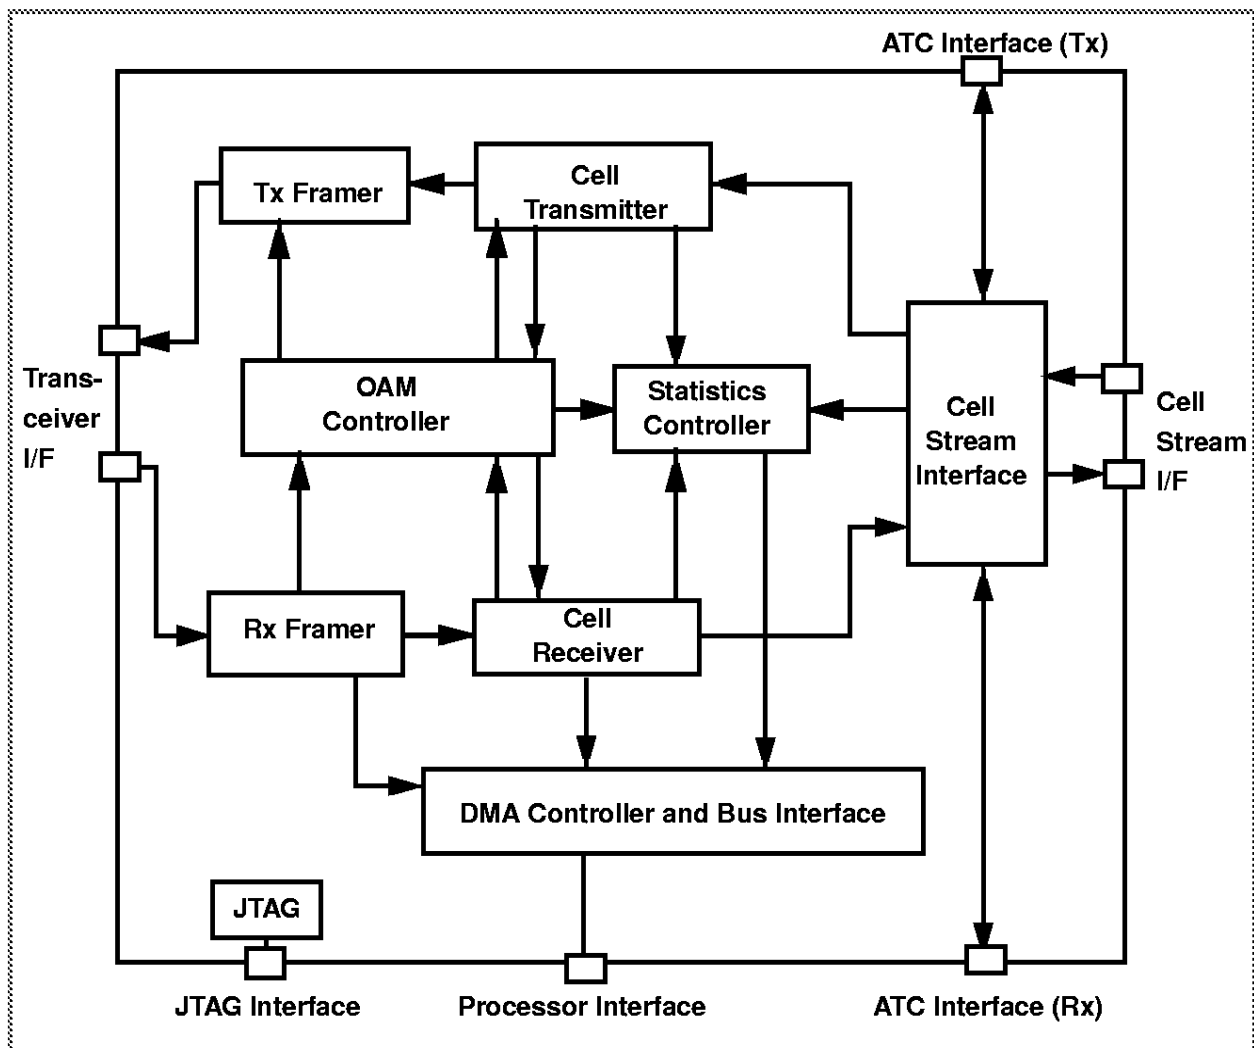 ATC Interface (Tx)
Tx Framer
Cell
Transmitter
Trans-
ceiver
I/F
OAM
Controller
Statistics
Controller
Cell
Stream
Interface
Cell
Stream
I/F
Rx Framer
Cell
Receiver
DMA Controller and Bus Interface
JTAG
JTAG Interface
Processor Interface
ATC Interface (Rx)